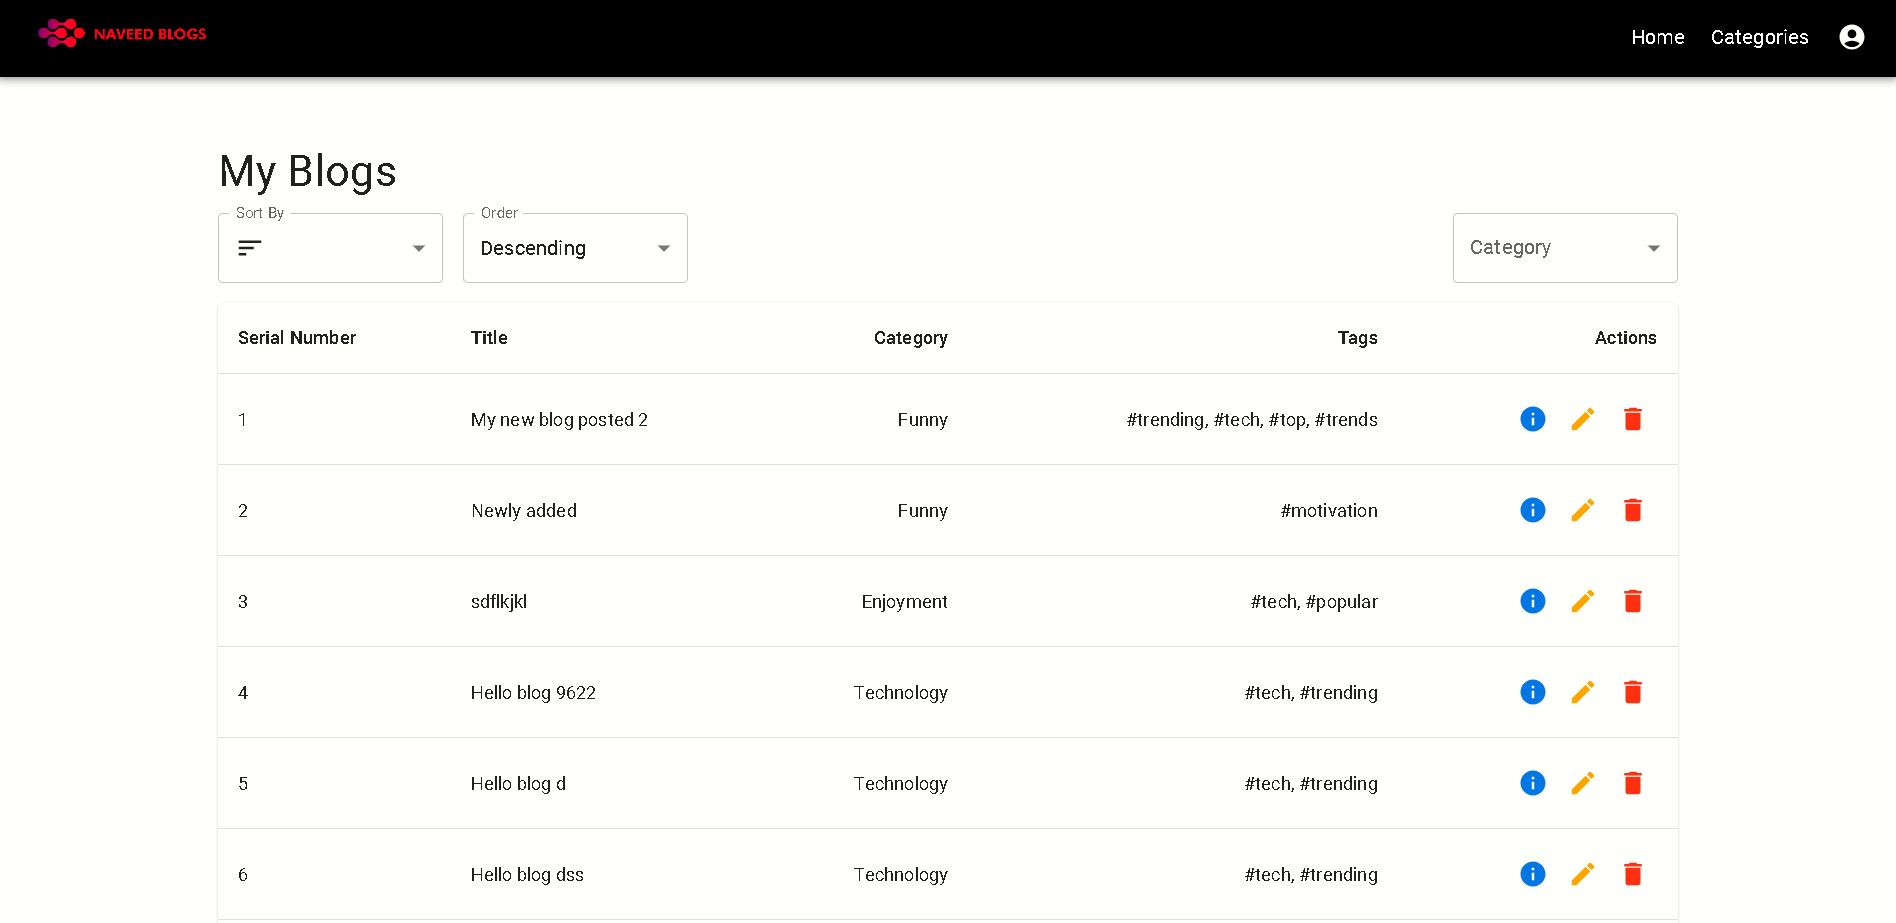 NAVEED BLOGS
Home Categories
My Blogs
Sort By Order
Descending Category
Serial Number Title Category Tags Actions
1 My new blog posted 2 Funny #trending, #tech, #top, #trends
2 Newly added Funny #motivation
3 sdflkjkl Enjoyment #tech, #popular
4 Hello blog 9622 Technology #tech, #trending
5 Hello blog d Technology #tech, #trending
6 Hello blog dss Technology #tech, #trending